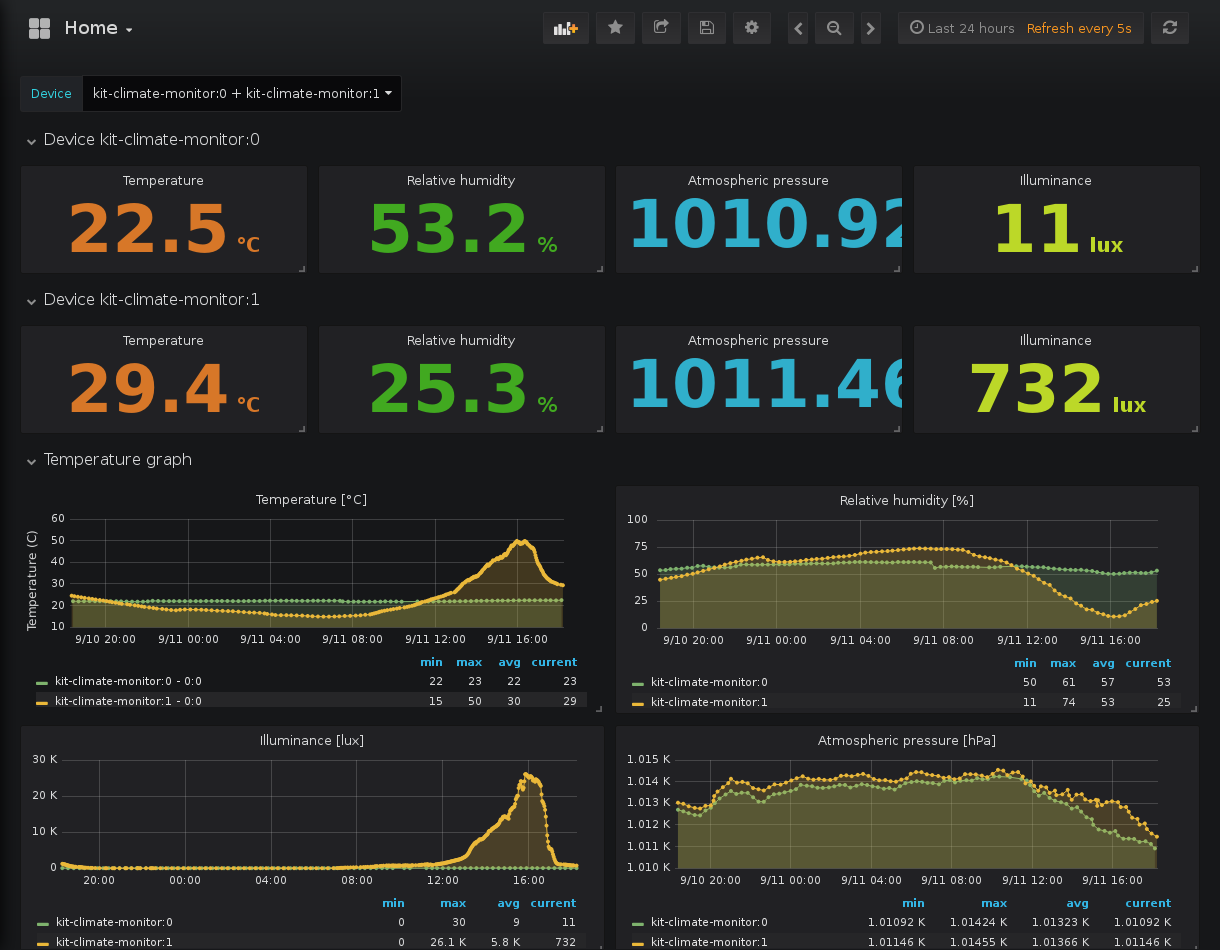 Home
Last 24 hours Refresh every 5s
Device kit-climate-monitor:0 + kit-climate-monitor:1
Device kit-climate-monitor:0
Temperature Relative humidity Atmospheric pressure Illuminance
22.5 °C 53.2 % 1010.92 11 lux
Device kit-climate-monitor:1
Temperature Relative humidity Atmospheric pressure Illuminance
29.4 °C 25.3 % 1011.46 732 lux
Temperature graph
Temperature [°C]
Temperature (C)
60
50
40
30
20
10
9/10 20:00 9/11 00:00 9/11 04:00 9/11 08:00 9/11 12:00 9/11 16:00
min max avg current
kit-climate-monitor:0 - 0:0 22 23 22 23
kit-climate-monitor:1 - 0:0 15 50 30 29
Relative humidity [%]
100
75
50
25
0
9/10 20:00 9/11 00:00 9/11 04:00 9/11 08:00 9/11 12:00 9/11 16:00
min max avg current
kit-climate-monitor:0 50 61 57 53
kit-climate-monitor:1 11 74 53 25
Illuminance [lux]
30 K
20 K
10 K
0
20:00 00:00 04:00 08:00 12:00 16:00
min max avg current
kit-climate-monitor:0 0 30 9 11
kit-climate-monitor:1 0 26.1 K 5.8 K 732
Atmospheric pressure [hPa]
1.015 K
1.014 K
1.013 K
1.012 K
1.011 K
1.010 K
9/10 20:00 9/11 00:00 9/11 04:00 9/11 08:00 9/11 12:00 9/11 16:00
min max avg current
kit-climate-monitor:0 1.01092 K 1.01424 K 1.01323 K 1.01092 K
kit-climate-monitor:1 1.01146 K 1.01455 K 1.01366 K 1.01146 K